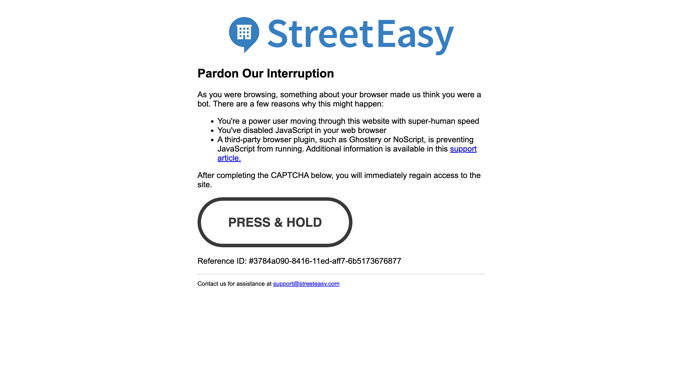 StreetEasy
Pardon Our Interruption
As you were browsing, something about your browser made us think you were a
bot. There are a few reasons why this might happen:
• You're a power user moving through this website with super-human speed
• You've disabled JavaScript in your web browser
• A third-party browser plugin, such as Ghostery or NoScript, is preventing
JavaScript from running. Additional information is available in this support
article.
After completing the CAPTCHA below, you will immediately regain access to the
site.
PRESS & HOLD
Reference ID: #3784a090-8416-11ed-aff7-6b5173676877
Contact us for assistance at support@streeteasy.com